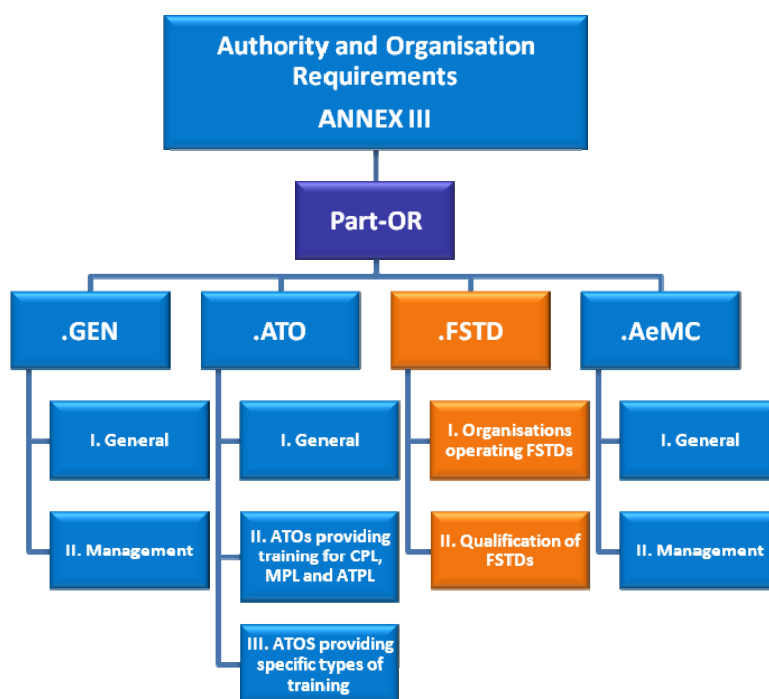 Authority and Organisation
Requirements
ANNEX III
Part-OR
.GEN
.ATO
.FSTD
.AeMC
I. General
II. Management
I. General
II. ATOs providing
training for CPL,
MPL and ATPL
III. ATOS providing
specific types of
training
I. Organisations
operating FSTDs
II. Qualification of
FSTDs
I. General
II. Management